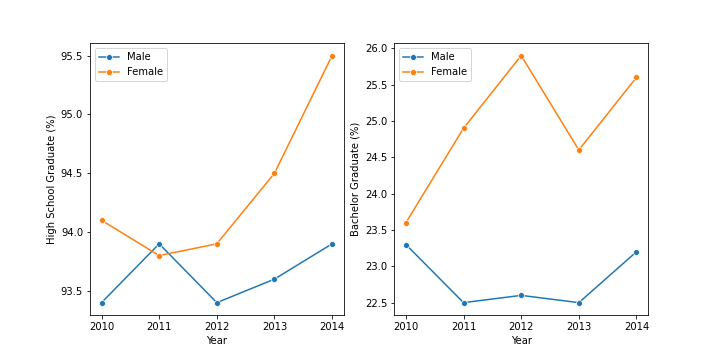 Male
Female
95.5
95.0
94.5
94.0
93.5
High School Graduate (%)
2010 2011 2012 2013 2014
Year
Male
Female
26.0
25.5
25.0
24.5
24.0
23.5
23.0
22.5
Bachelor Graduate (%)
2010 2011 2012 2013 2014
Year